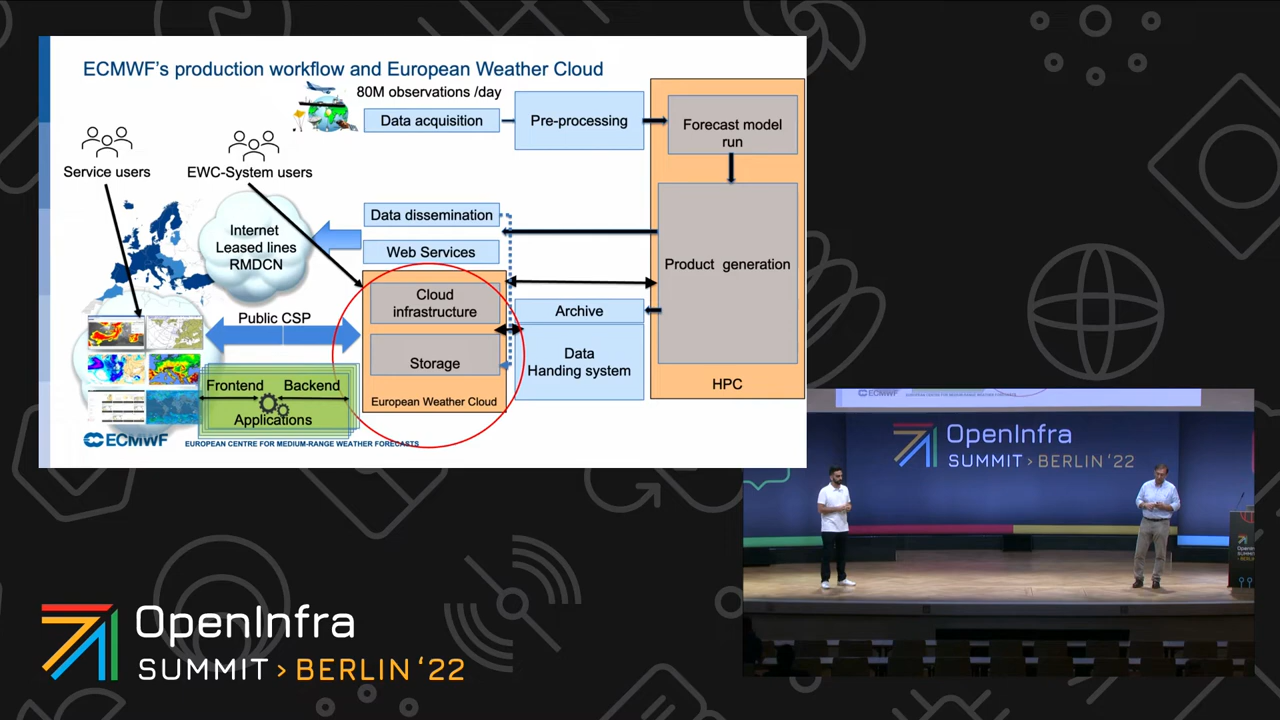 ECMWF's production workflow and European Weather Cloud
80M observations /day
Data acquisition
Pre-processing
Forecast model
run
Service users
EWC-System users
Internet
Leased lines
RMDCN
Data dissemination
Web Services
Product generation
Cloud
infrastructure
Storage
European Weather Cloud
Archive
Data
Handing system
HPC
Public CSP
Frontend
Backend
Applications
ECMWF
EUROPEAN CENTRE FOR MEDIUM-RANGE WEATHER FORECASTS
OpenInfra
SUMMIT > BERLIN '22
OpenInfra
SUMMIT > BERLIN '22